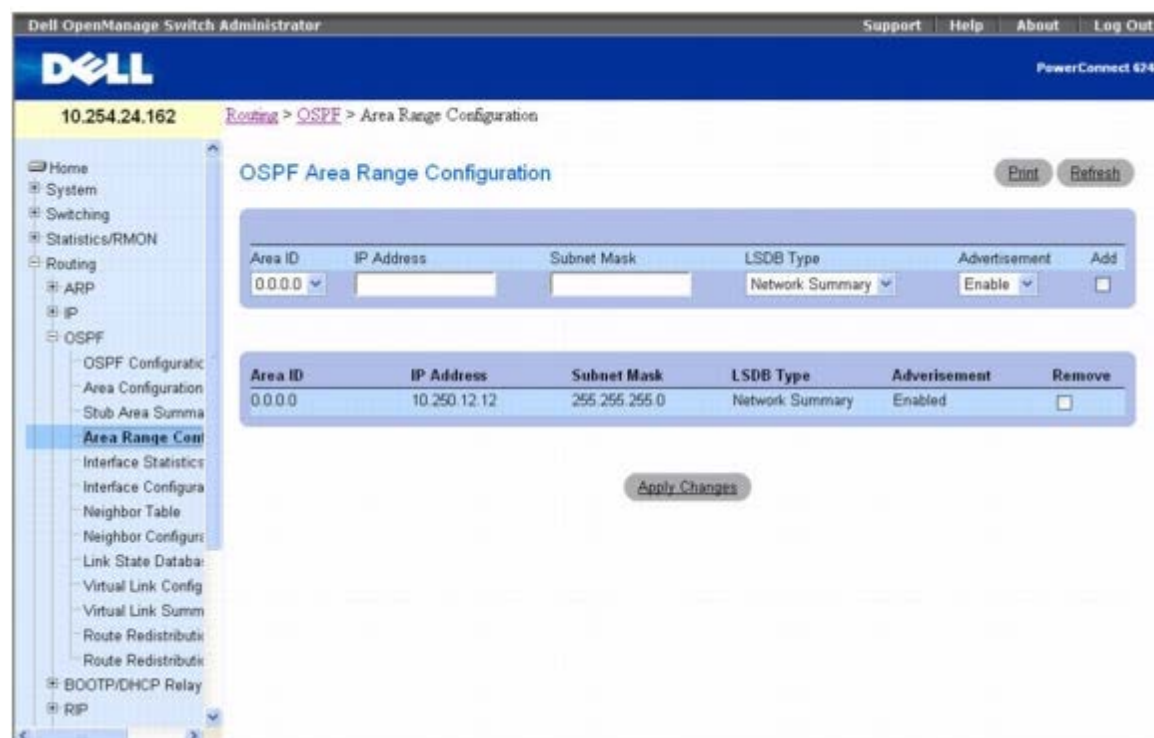 Dell OpenManage Switch Administrator Support Help About Log Out
DELL
PowerConnect 624
10.254.24.162
Routing > OSPF > Area Range Configuration
Home
System
Switching
Statistics/RMON
Routing
ARP
IP
OSPF
OSPF Configuratic
Area Configuration
Stub Area Summa
Area Range Conf
Interface Statistics
Interface Configura
Neighbor Table
Neighbor Configura
Link State Databas
Virtual Link Config
Virtual Link Summ
Route Redistributio
Route Redistributio
BOOTP/DHCP Relay
RIP
OSPF Area Range Configuration
Print Refresh
Area ID IP Address Subnet Mask LSDB Type Advertisement Add
0.0.0.0 Network Summary Enable
Area ID IP Address Subnet Mask LSDB Type Adverisement Remove
0.0.0.0 10.250.12.12 255.255.255.0 Network Summary Enabled
Apply Changes